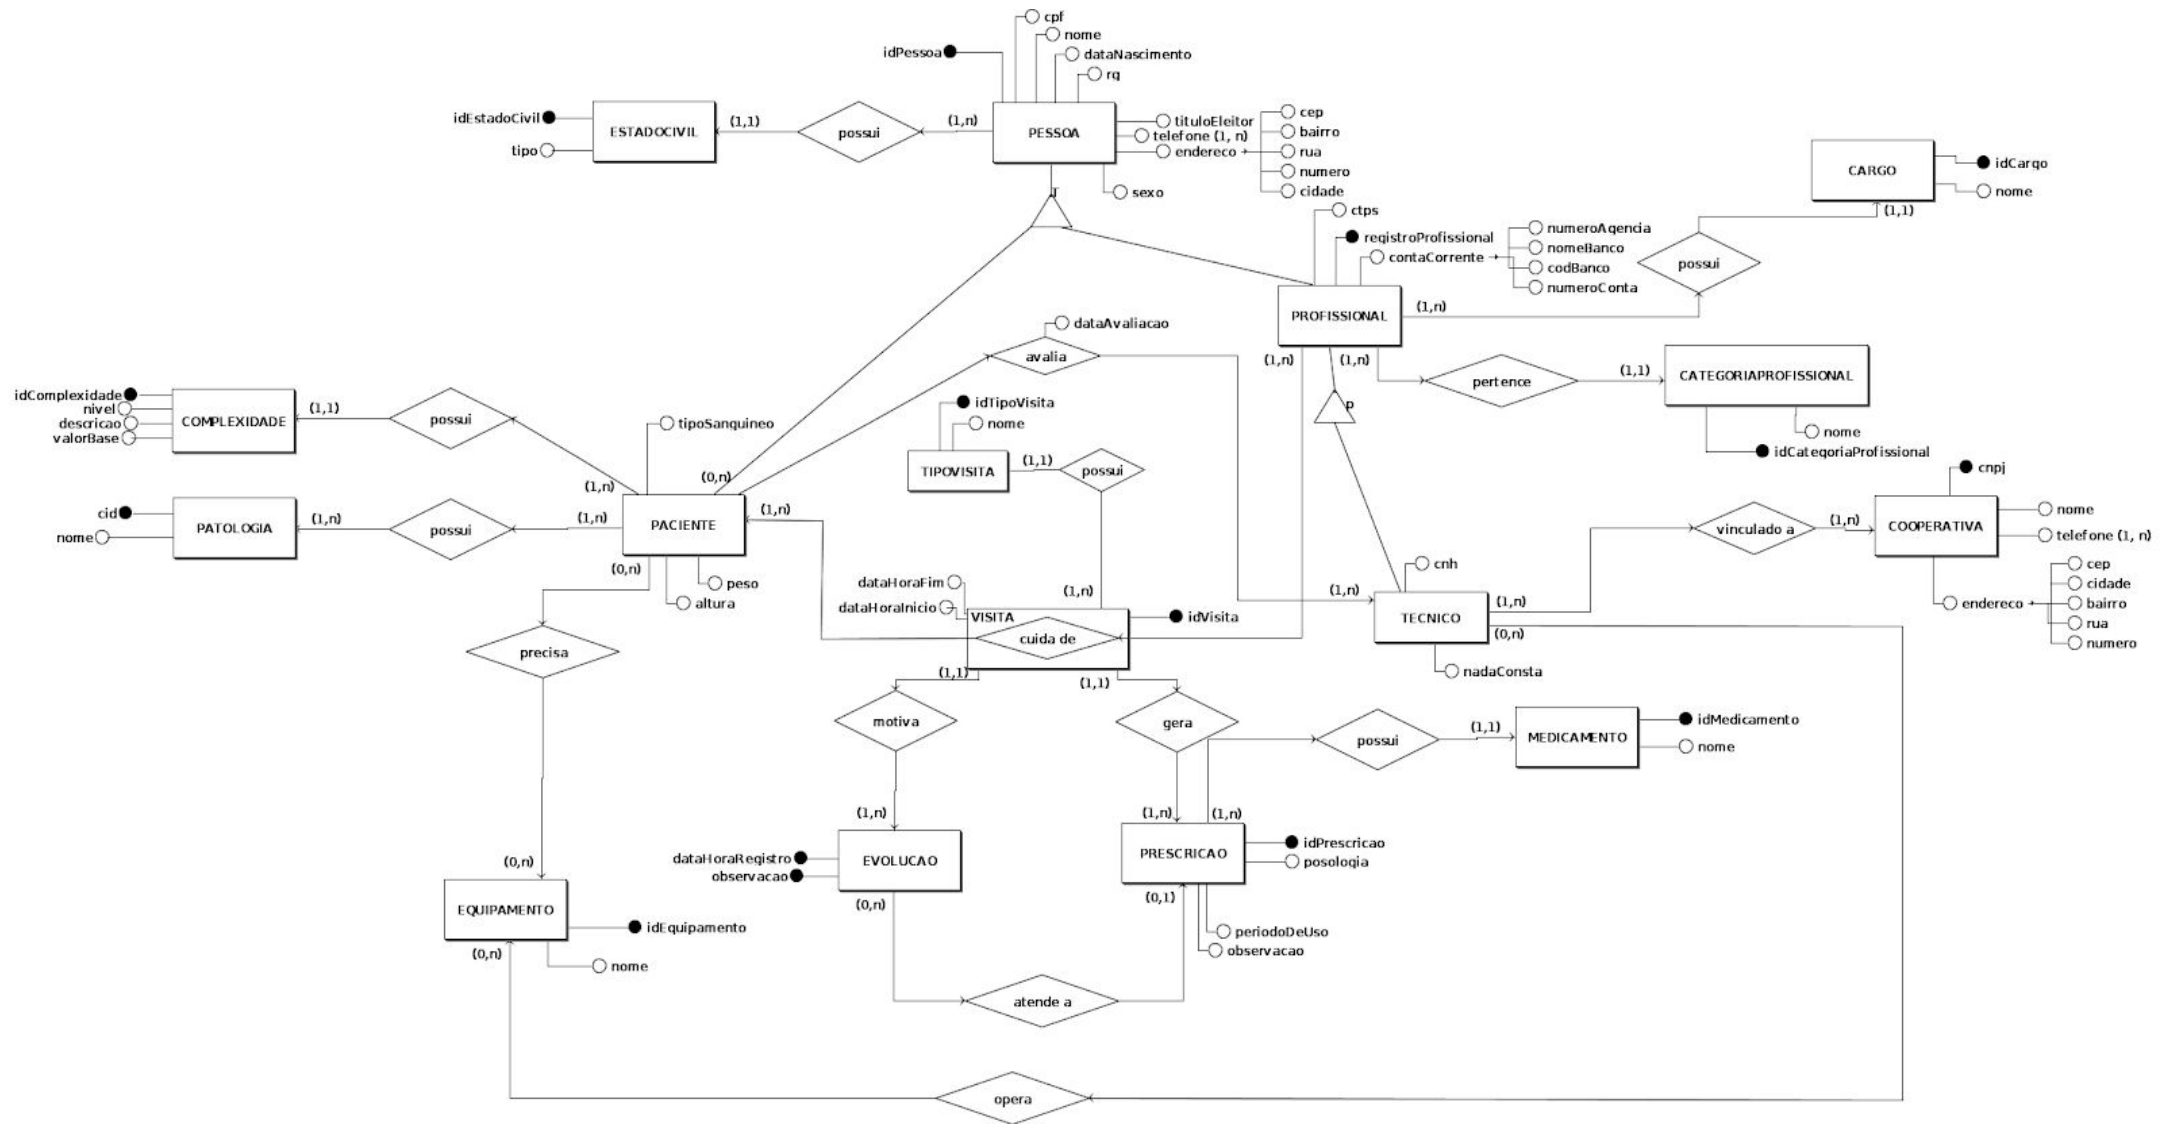 cpf
nome
idPessoa
dataNascimento
rg
idEstadoCivil
tipo
ESTADOCIVIL
(1,1)
possui
(1,n)
PESSOA
tituloEleitor
telefone (1, n)
endereco
cep
bairro
rua
numero
cidade
sexo
T
CARGO
idCargo
nome
(1,1)
possui
ctps
registroProfissional
contaCorrente
numeroAgencia
nomeBanco
codBanco
numeroConta
PROFISSIONAL
(1,n)
(1,n)
(1,n)
pertence
(1,1)
CATEGORIAPROFISSIONAL
nome
idCategoriaProfissional
p
dataAvaliacao
avalia
idComplexidade
nivel
descricao
valorBase
COMPLEXIDADE
(1,1)
possui
(1,n)
tipoSanguineo
(0,n)
idTipoVisita
nome
TIPOVISITA
(1,1)
possui
cid
nome
PATOLOGIA
(1,n)
possui
(1,n)
PACIENTE
(1,n)
(0,n)
peso
altura
cnpj
COOPERATIVA
nome
telefone (1, n)
vinculado a
(1,n)
endereco
cep
cidade
bairro
rua
numero
dataHoraFim
dataHoraInicio
(1,n)
VISITA
cuida de
idVisita
(1,n)
cnh
TECNICO
(1,n)
(0,n)
nadaConsta
precisa
(1,1)
(1,1)
motiva
gera
possui
(1,1)
MEDICAMENTO
idMedicamento
nome
(1,n)
(1,n)
(1,n)
dataHoraRegistro
observacao
EVOLUCAO
(0,n)
PRESCRICAO
idPrescricao
posologia
(0,1)
periodoDeUso
observacao
(0,n)
EQUIPAMENTO
idEquipamento
(0,n)
nome
atende a
opera